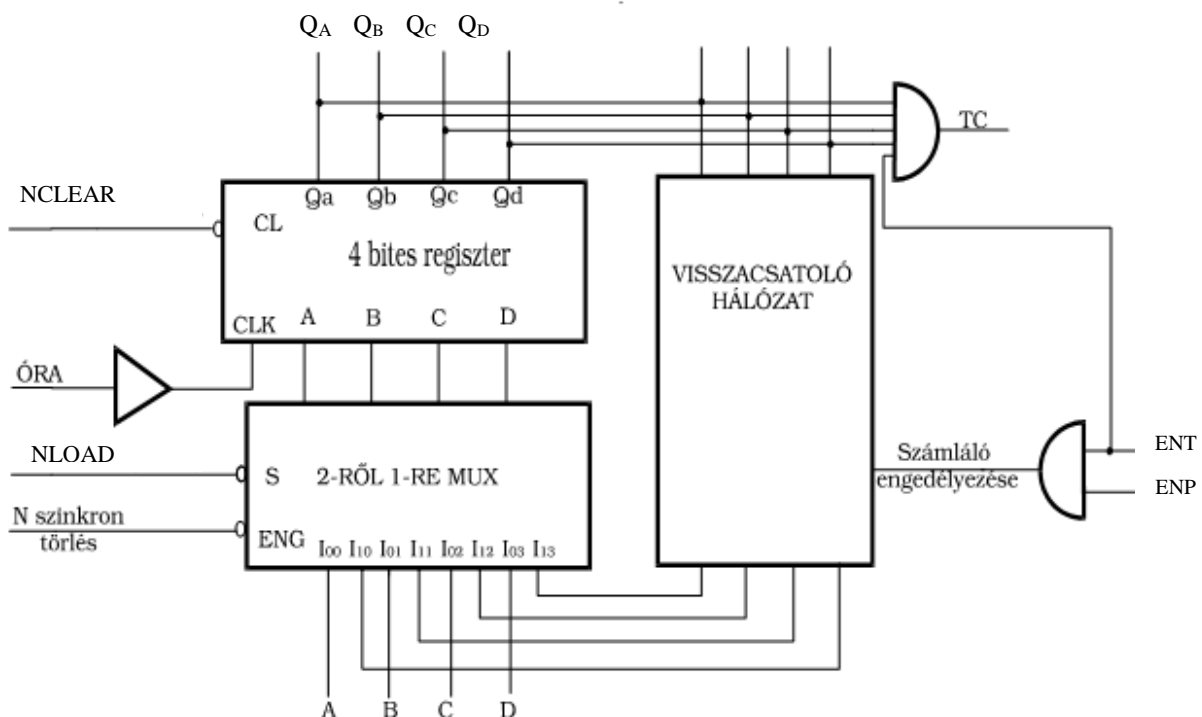 QA QB QC QD
TC
NCLEAR
Qa Qb Qc Qd
CL
4 bites regiszter
VISSZACSATOLÓ
HÁLÓZAT
CLK A B C D
ÓRA
NLOAD
S 2-RŐL 1-RE MUX
Számláló
engedélyezése
ENT
ENP
N szinkron
törlés
ENG I00 I10 I01 I11 I02 I12 I03 I13
A B C D